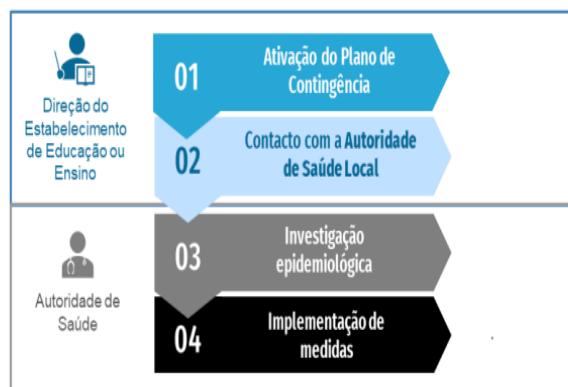 Direção do
Estabelecimento
de Educação ou
Ensino
01
Ativação do Plano de
Contingência
02
Contacto com a Autoridade
de Saúde Local
Autoridade de
Saúde
03
Investigação
epidemiológica
04
Implementação de
medidas